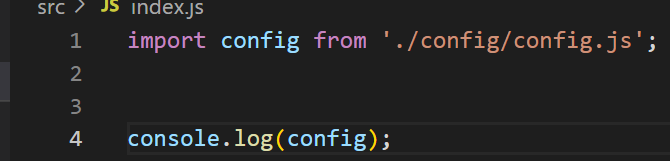 src > JS index.js
1 import config from './config/config.js';
2
3
4 console.log(config);